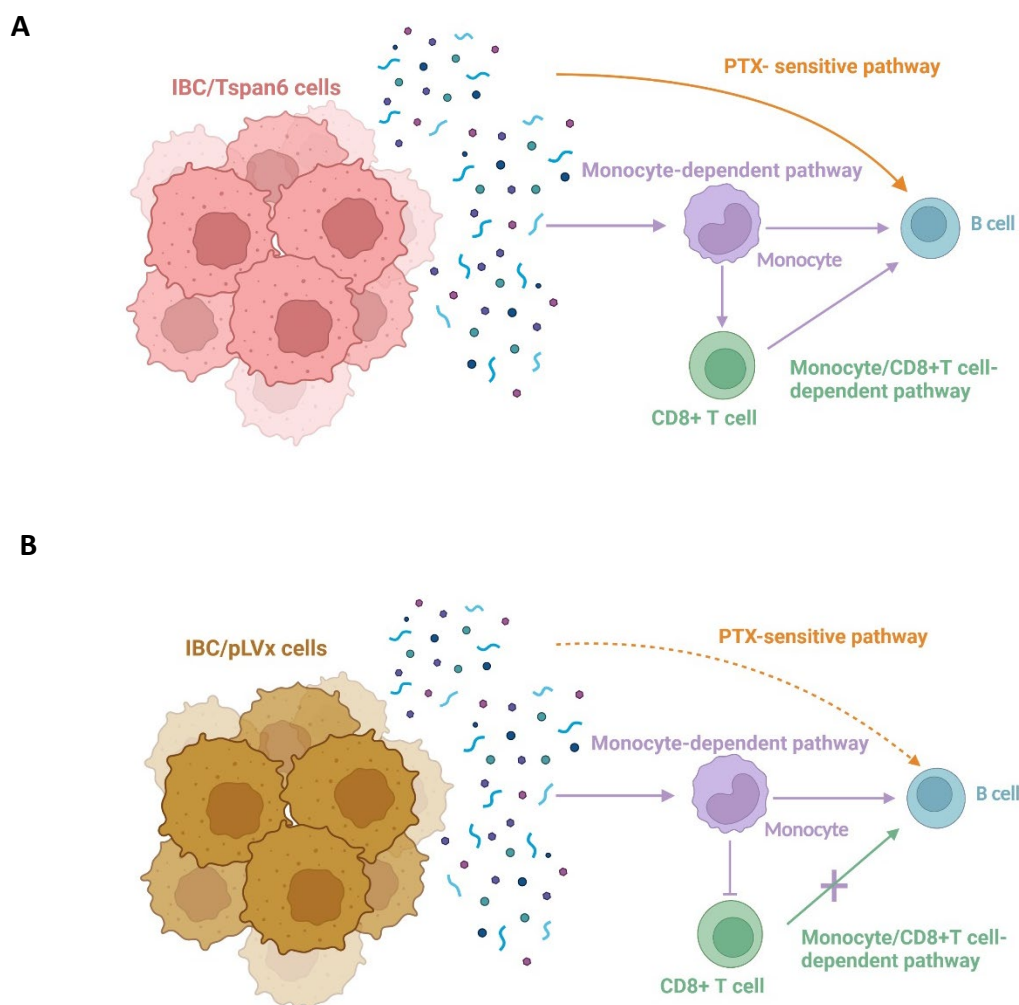 A
IBC/Tspan6 cells
PTX- sensitive pathway
Monocyte-dependent pathway
B cell
Monocyte
Monocyte/CD8+T cell-
dependent pathway
CD8+ T cell
B
IBC/pLVx cells
PTX-sensitive pathway
Monocyte-dependent pathway
B cell
Monocyte
Monocyte/CD8+T cell-
dependent pathway
CD8+ T cell